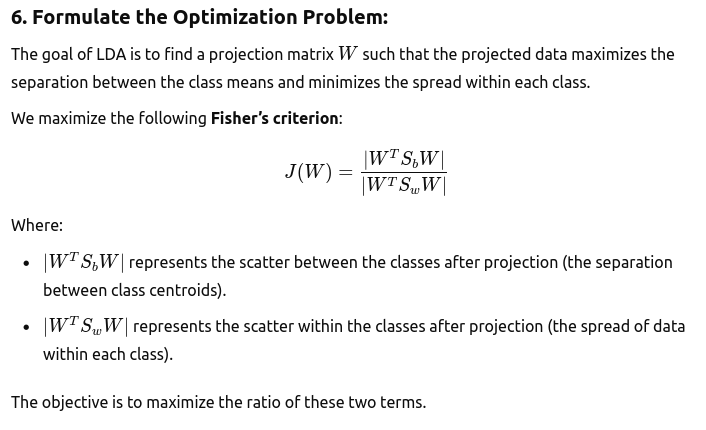 6. Formulate the Optimization Problem:
The goal of LDA is to find a projection matrix W such that the projected data maximizes the
separation between the class means and minimizes the spread within each class.
We maximize the following Fisher’s criterion:
J(W) = |W^T S_b W| / |W^T S_w W|
Where:
• |W^T S_b W| represents the scatter between the classes after projection (the separation
between class centroids).
• |W^T S_w W| represents the scatter within the classes after projection (the spread of data
within each class).
The objective is to maximize the ratio of these two terms.